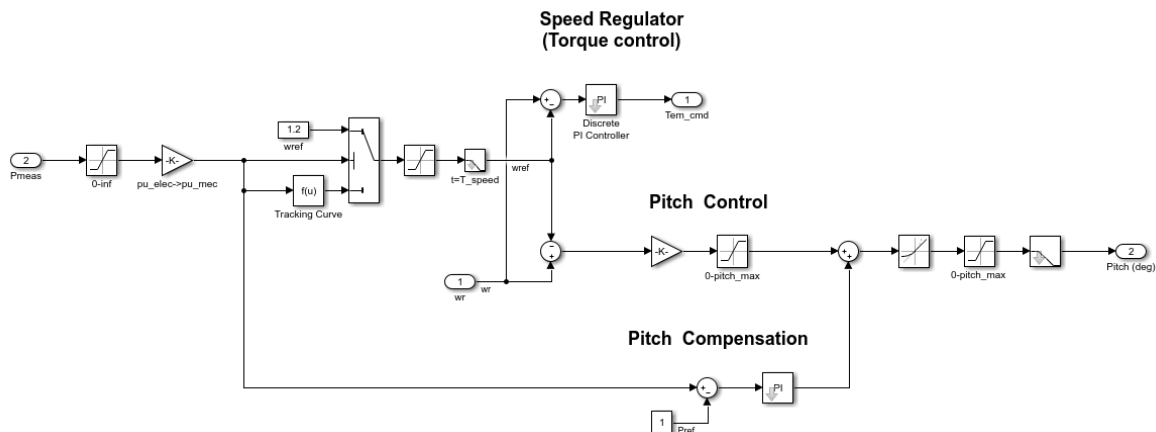 Speed Regulator
(Torque control)
1.2
wref
PI
1
Tem_cmd
Discrete
PI Controller
2
Pmeas
0-inf
-K-
pu_elec->pu_mec
f(u)
Tracking Curve
t=T_speed
wref
Pitch Control
-K-
0-pitch_max
0-pitch_max
2
Pitch (deg)
1
wr
wr
Pitch Compensation
PI
1
Pref